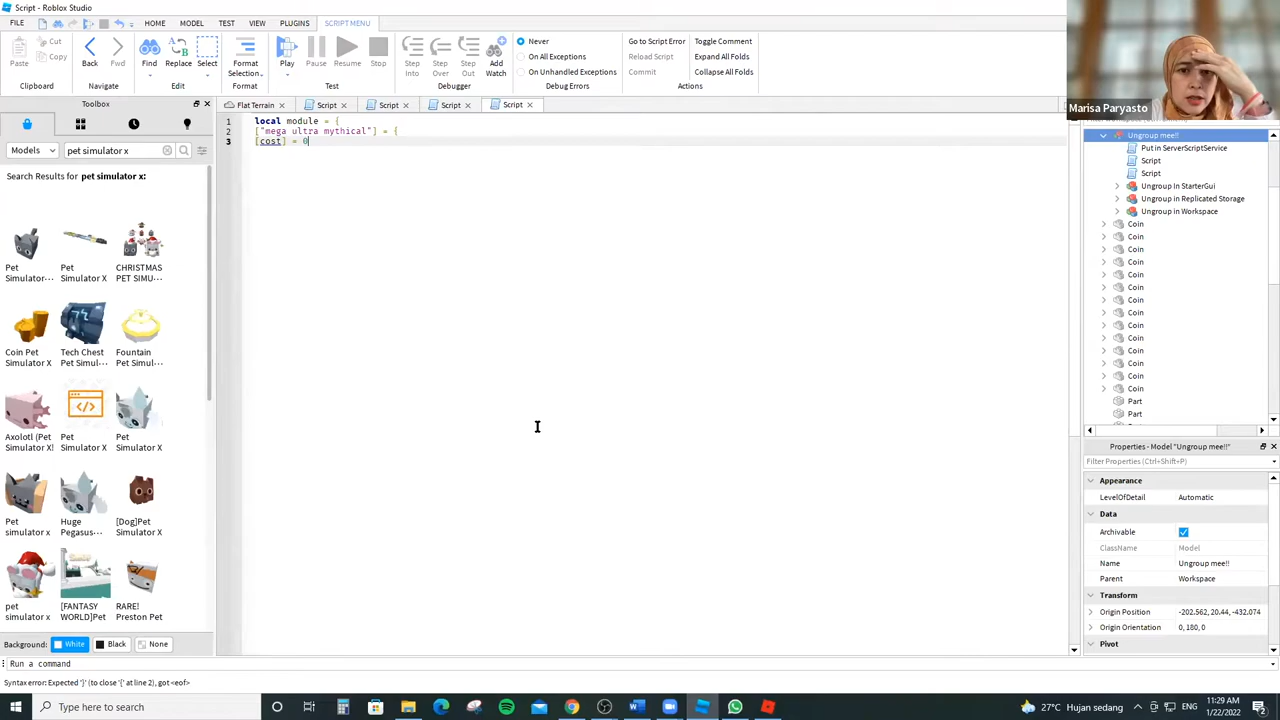 Script - Roblox Studio
FILE
HOME
MODEL
TEST
VIEW
PLUGINS
SCRIPT MENU
Paste
Cut
Copy
Clipboard
Back
Fwd
Navigate
Find
Replace
Select
Edit
Format
Selection
Format
Play
Pause
Resume
Stop
Test
Step
Into
Step
Over
Step
Out
Add
Watch
Debugger
Never
On All Exceptions
On Unhandled Exceptions
Debug Errors
Go to Script Error
Reload Script
Commit
Toggle Comment
Expand All Folds
Collapse All Folds
Actions
Marisa Paryasto
Toolbox
Flat Terrain
Script
Script
Script
Script
Models
pet simulator x
Search Results for pet simulator x:
Pet
Simulator···
Pet
Simulator X
CHRISTMAS
PET SIMU···
Coin Pet
Simulator X
Tech Chest
Pet Simul···
Fountain
Pet Simul···
Axolotl (Pet
Simulator X!
Pet
Simulator X
Pet
Simulator X
Pet
simulator x
Huge
Pegasus···
[Dog]Pet
Simulator X
pet
simulator x
[FANTASY
WORLD]Pet
RARE!
Preston Pet
Background:
White
Black
None
1 local module = {
2 ["mega ultra mythical"] = {
3 [cost] = 0
Ungroup mee!!
Put in ServerScriptService
Script
Script
Ungroup In StarterGui
Ungroup in Replicated Storage
Ungroup in Workspace
Coin
Coin
Coin
Coin
Coin
Coin
Coin
Coin
Coin
Coin
Coin
Coin
Coin
Coin
Part
Part
Properties - Model "Ungroup mee!!"
Filter Properties (Ctrl+Shift+P)
Appearance
LevelOfDetail Automatic
Data
Archivable
ClassName Model
Name Ungroup mee!!
Parent Workspace
Transform
Origin Position -202.562, 20.44, -432.074
Origin Orientation 0, 180, 0
Pivot
Run a command
Syntax error: Expected '}' (to close '{' at line 2), got <eof>
Type here to search
27°C Hujan sedang
11:29 AM
1/22/2022
2